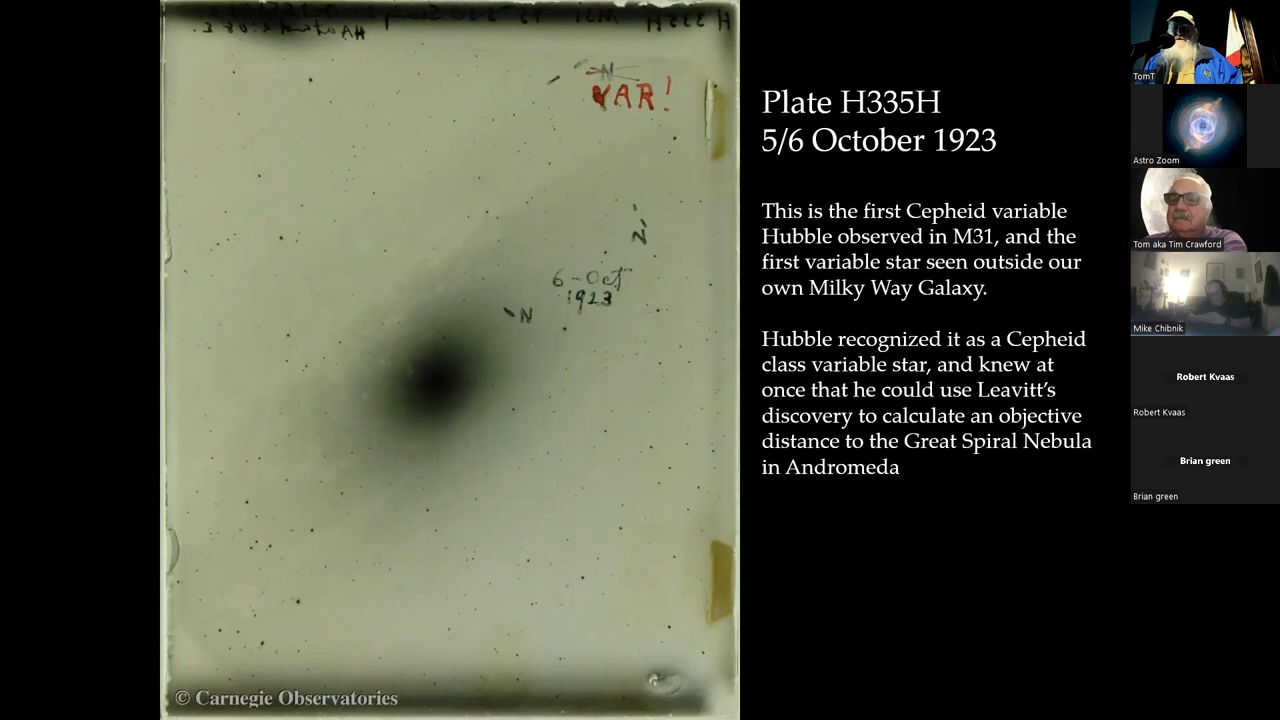 H 335 H
M31
N
VAR!
N
6-Oct
1923
N
© Carnegie Observatories
Plate H335H
5/6 October 1923
This is the first Cepheid variable
Hubble observed in M31, and the
first variable star seen outside our
own Milky Way Galaxy.
Hubble recognized it as a Cepheid
class variable star, and knew at
once that he could use Leavitt’s
discovery to calculate an objective
distance to the Great Spiral Nebula
in Andromeda
TomT
Astro Zoom
Tom aka Tim Crawford
Mike Chibnik
Robert Kvaas
Robert Kvaas
Brian green
Brian green